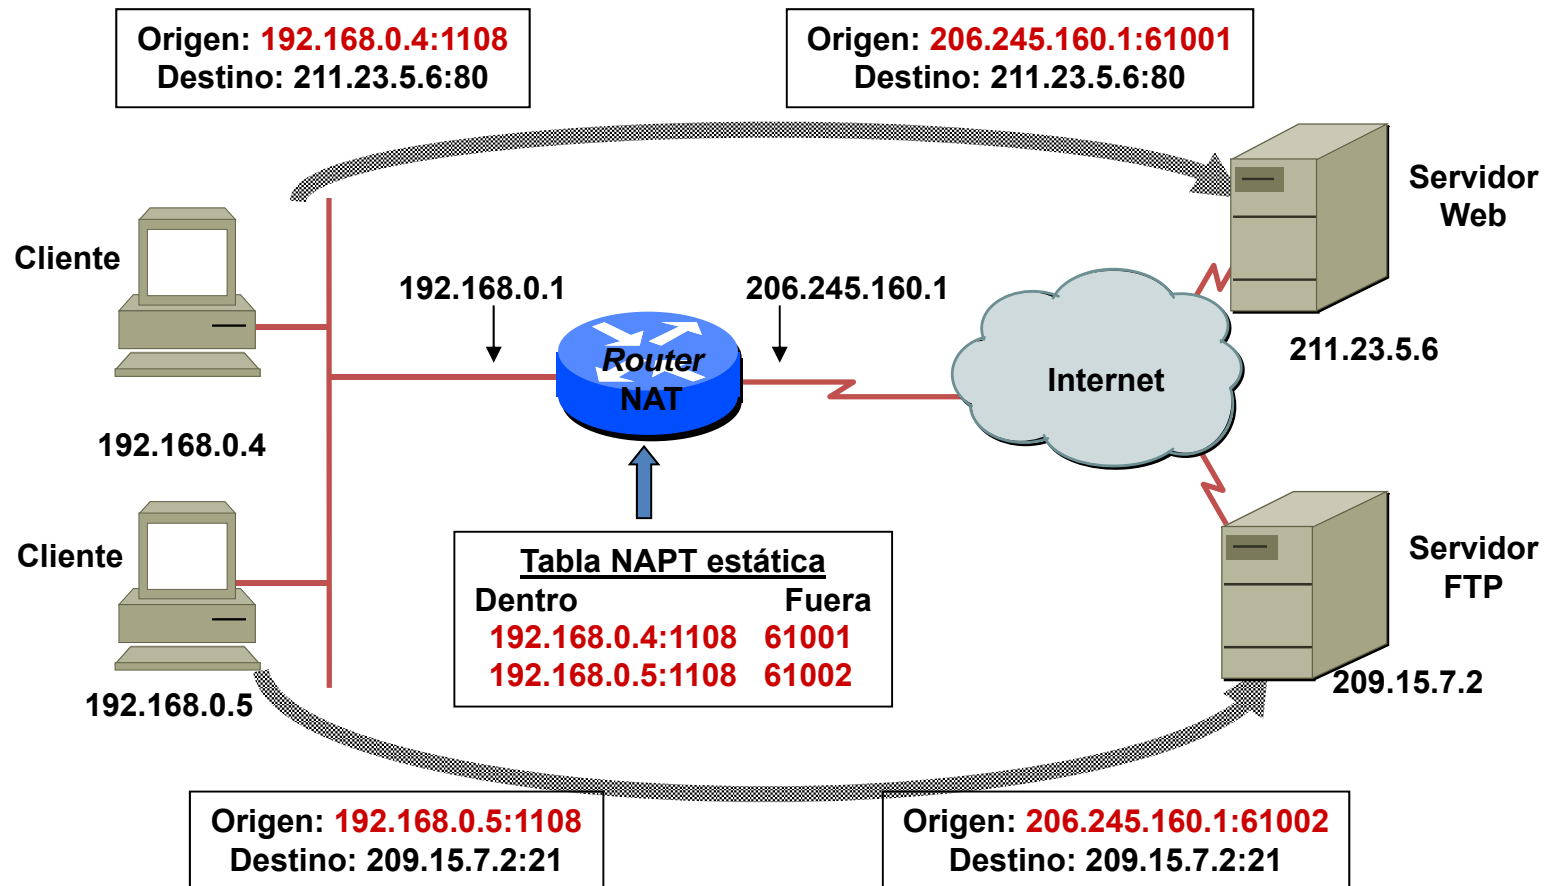 Origen: 192.168.0.4:1108
Destino: 211.23.5.6:80
Origen: 206.245.160.1:61001
Destino: 211.23.5.6:80
Servidor
Web
Cliente
192.168.0.1
206.245.160.1
211.23.5.6
Router
NAT
Internet
192.168.0.4
Cliente
Tabla NAPT estática
Dentro Fuera
192.168.0.4:1108 61001
192.168.0.5:1108 61002
Servidor
FTP
192.168.0.5
209.15.7.2
Origen: 192.168.0.5:1108
Destino: 209.15.7.2:21
Origen: 206.245.160.1:61002
Destino: 209.15.7.2:21